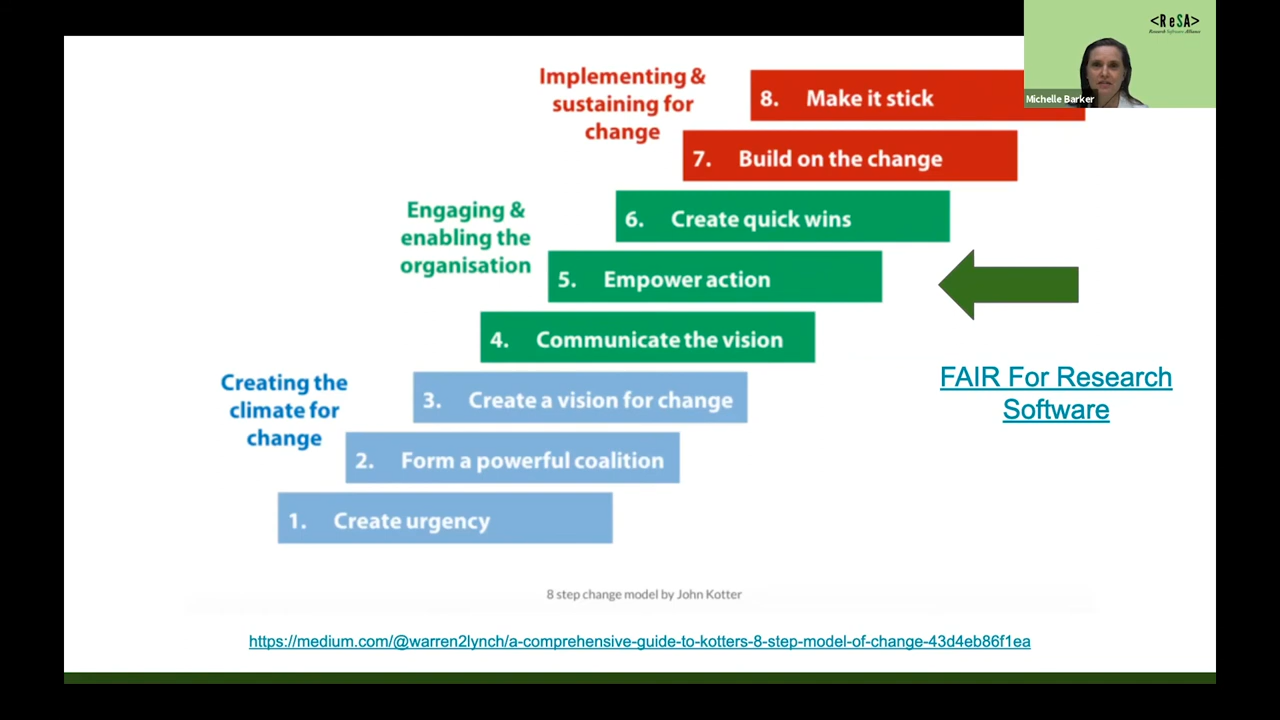 <ReSA>
Research Software Alliance
Michelle Barker
Implementing &
sustaining for
change
8. Make it stick
7. Build on the change
Engaging &
enabling the
organisation
6. Create quick wins
5. Empower action
4. Communicate the vision
Creating the
climate for
change
3. Create a vision for change
2. Form a powerful coalition
1. Create urgency
FAIR For Research
Software
8 step change model by John Kotter
https://medium.com/@warren2lynch/a-comprehensive-guide-to-kotters-8-step-model-of-change-43d4eb86f1ea